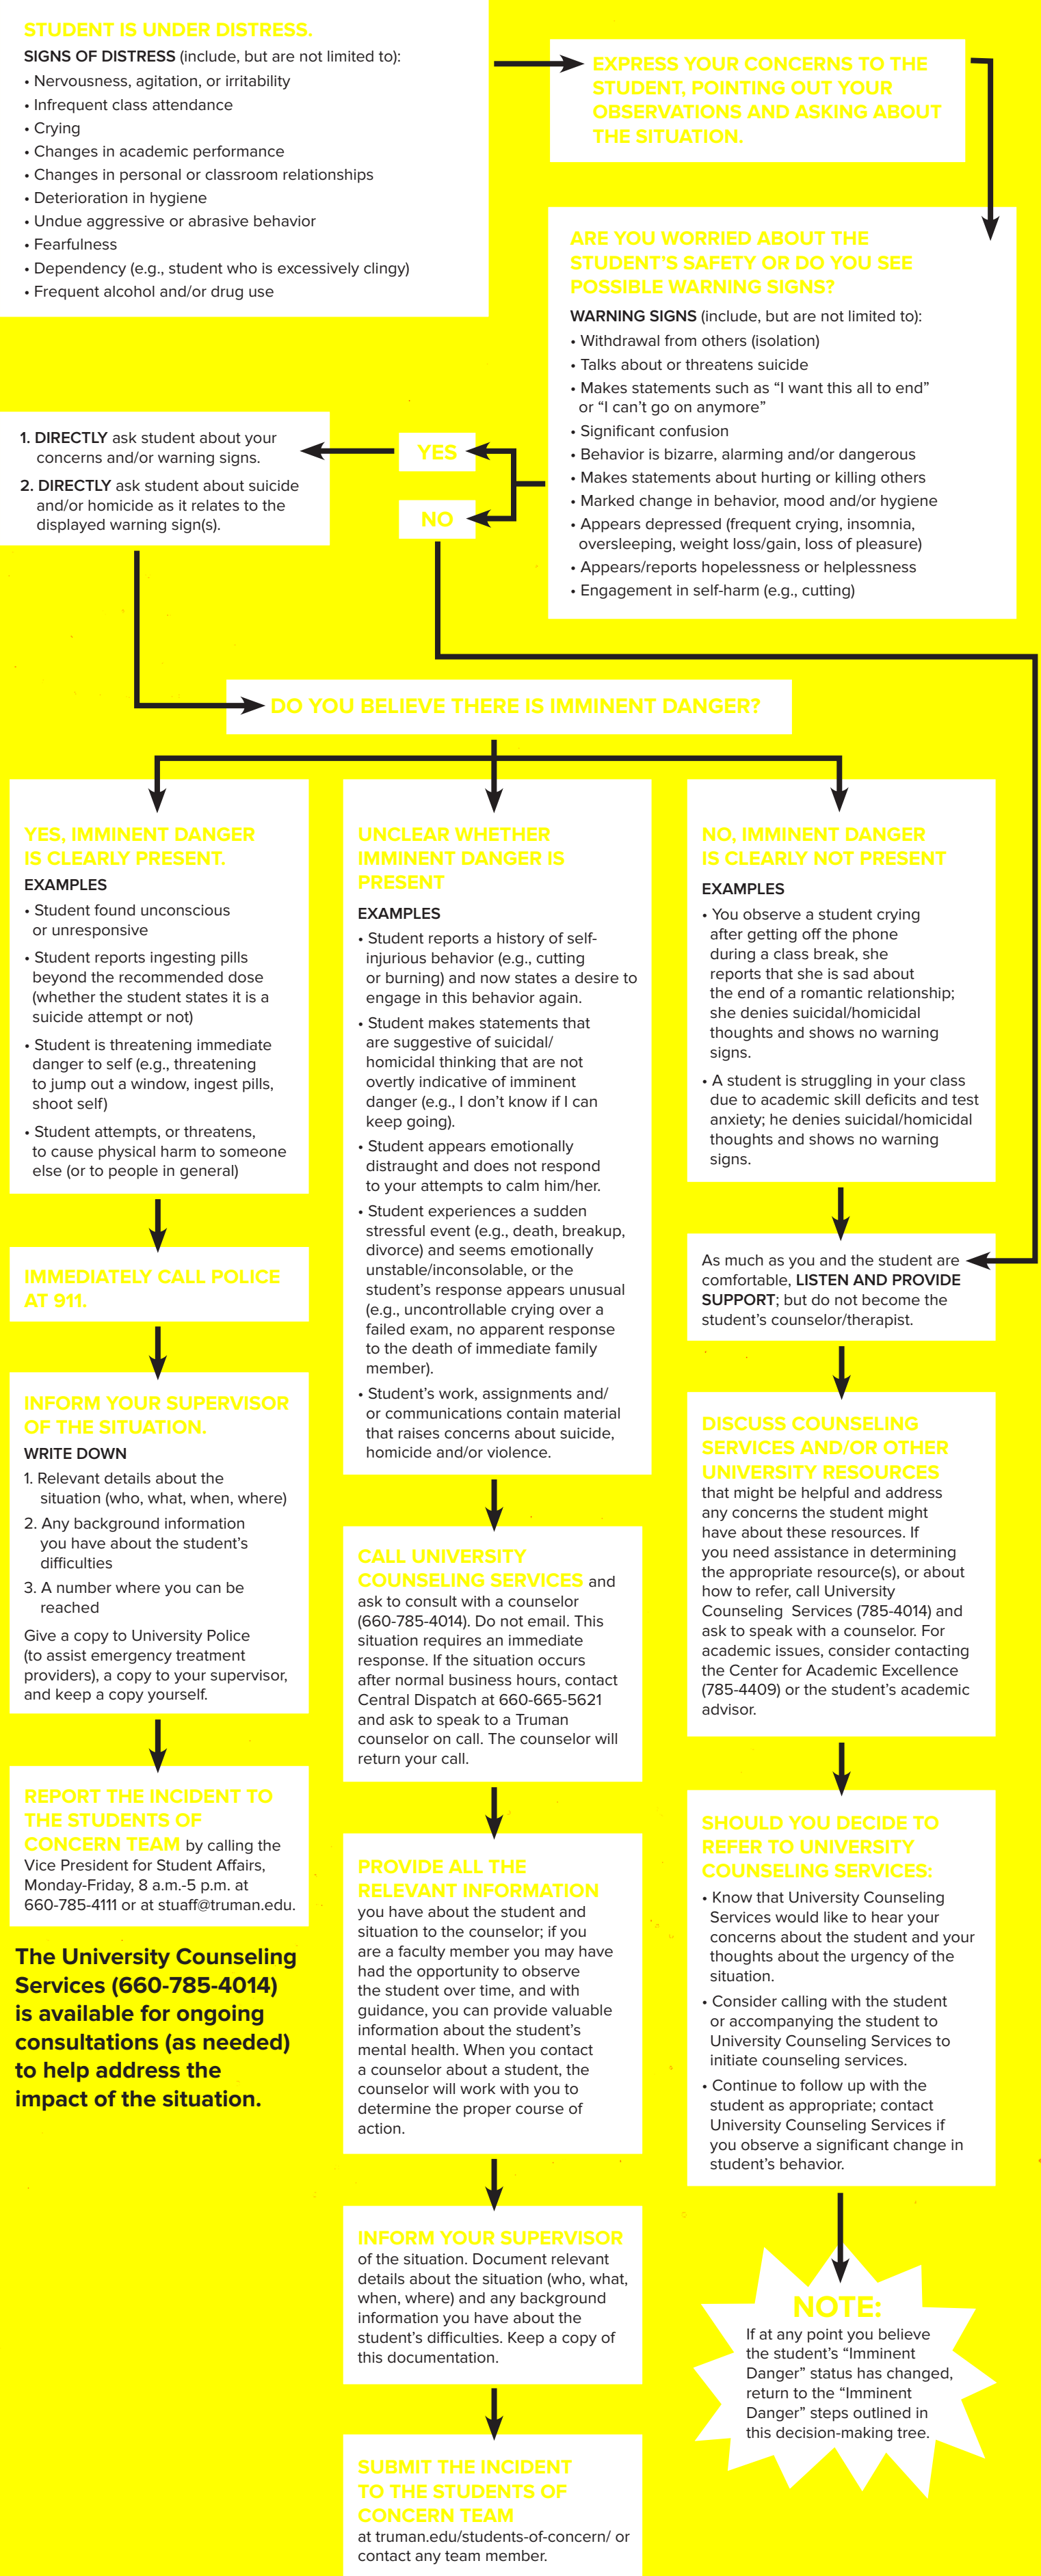 STUDENT IS UNDER DISTRESS.
SIGNS OF DISTRESS (include, but are not limited to):
• Nervousness, agitation, or irritability
• Infrequent class attendance
• Crying
• Changes in academic performance
• Changes in personal or classroom relationships
• Deterioration in hygiene
• Undue aggressive or abrasive behavior
• Fearfulness
• Dependency (e.g., student who is excessively clingy)
• Frequent alcohol and/or drug use
EXPRESS YOUR CONCERNS TO THE
STUDENT, POINTING OUT YOUR
OBSERVATIONS AND ASKING ABOUT
THE SITUATION.
ARE YOU WORRIED ABOUT THE
STUDENT'S SAFETY OR DO YOU SEE
POSSIBLE WARNING SIGNS?
WARNING SIGNS (include, but are not limited to):
• Withdrawal from others (isolation)
• Talks about or threatens suicide
• Makes statements such as “I want this all to end”
or “I can’t go on anymore”
• Significant confusion
• Behavior is bizarre, alarming and/or dangerous
• Makes statements about hurting or killing others
• Marked change in behavior, mood and/or hygiene
• Appears depressed (frequent crying, insomnia,
oversleeping, weight loss/gain, loss of pleasure)
• Appears/reports hopelessness or helplessness
• Engagement in self-harm (e.g., cutting)
YES
NO
1. DIRECTLY ask student about your
concerns and/or warning signs.
2. DIRECTLY ask student about suicide
and/or homicide as it relates to the
displayed warning sign(s).
DO YOU BELIEVE THERE IS IMMINENT DANGER?
YES, IMMINENT DANGER
IS CLEARLY PRESENT.
EXAMPLES
• Student found unconscious
or unresponsive
• Student reports ingesting pills
beyond the recommended dose
(whether the student states it is a
suicide attempt or not)
• Student is threatening immediate
danger to self (e.g., threatening
to jump out a window, ingest pills,
shoot self)
• Student attempts, or threatens,
to cause physical harm to someone
else (or to people in general)
IMMEDIATELY CALL POLICE
AT 911.
INFORM YOUR SUPERVISOR
OF THE SITUATION.
WRITE DOWN
1. Relevant details about the
situation (who, what, when, where)
2. Any background information
you have about the student’s
difficulties
3. A number where you can be
reached
Give a copy to University Police
(to assist emergency treatment
providers), a copy to your supervisor,
and keep a copy yourself.
REPORT THE INCIDENT TO
THE STUDENTS OF
CONCERN TEAM by calling the
Vice President for Student Affairs,
Monday-Friday, 8 a.m.-5 p.m. at
660-785-4111 or at stuaff@truman.edu.
The University Counseling
Services (660-785-4014)
is available for ongoing
consultations (as needed)
to help address the
impact of the situation.
UNCLEAR WHETHER
IMMINENT DANGER IS
PRESENT
EXAMPLES
• Student reports a history of self-
injurious behavior (e.g., cutting
or burning) and now states a desire to
engage in this behavior again.
• Student makes statements that
are suggestive of suicidal/
homicidal thinking that are not
overtly indicative of imminent
danger (e.g., I don’t know if I can
keep going).
• Student appears emotionally
distraught and does not respond
to your attempts to calm him/her.
• Student experiences a sudden
stressful event (e.g., death, breakup,
divorce) and seems emotionally
unstable/inconsolable, or the
student’s response appears unusual
(e.g., uncontrollable crying over a
failed exam, no apparent response
to the death of immediate family
member).
• Student’s work, assignments and/
or communications contain material
that raises concerns about suicide,
homicide and/or violence.
CALL UNIVERSITY
COUNSELING SERVICES and
ask to consult with a counselor
(660-785-4014). Do not email. This
situation requires an immediate
response. If the situation occurs
after normal business hours, contact
Central Dispatch at 660-665-5621
and ask to speak to a Truman
counselor on call. The counselor will
return your call.
PROVIDE ALL THE
RELEVANT INFORMATION
you have about the student and
situation to the counselor; if you
are a faculty member you may have
had the opportunity to observe
the student over time, and with
guidance, you can provide valuable
information about the student’s
mental health. When you contact
a counselor about a student, the
counselor will work with you to
determine the proper course of
action.
INFORM YOUR SUPERVISOR
of the situation. Document relevant
details about the situation (who, what,
when, where) and any background
information you have about the
student’s difficulties. Keep a copy of
this documentation.
SUBMIT THE INCIDENT
TO THE STUDENTS OF
CONCERN TEAM
at truman.edu/students-of-concern/ or
contact any team member.
NO, IMMINENT DANGER
IS CLEARLY NOT PRESENT
EXAMPLES
• You observe a student crying
after getting off the phone
during a class break, she
reports that she is sad about
the end of a romantic relationship;
she denies suicidal/homicidal
thoughts and shows no warning
signs.
• A student is struggling in your class
due to academic skill deficits and test
anxiety; he denies suicidal/homicidal
thoughts and shows no warning
signs.
As much as you and the student are
comfortable, LISTEN AND PROVIDE
SUPPORT; but do not become the
student’s counselor/therapist.
DISCUSS COUNSELING
SERVICES AND/OR OTHER
UNIVERSITY RESOURCES
that might be helpful and address
any concerns the student might
have about these resources. If
you need assistance in determining
the appropriate resource(s), or about
how to refer, call University
Counseling Services (785-4014) and
ask to speak with a counselor. For
academic issues, consider contacting
the Center for Academic Excellence
(785-4409) or the student’s academic
advisor.
SHOULD YOU DECIDE TO
REFER TO UNIVERSITY
COUNSELING SERVICES:
• Know that University Counseling
Services would like to hear your
concerns about the student and your
thoughts about the urgency of the
situation.
• Consider calling with the student
or accompanying the student to
University Counseling Services to
initiate counseling services.
• Continue to follow up with the
student as appropriate; contact
University Counseling Services if
you observe a significant change in
student’s behavior.
NOTE:
If at any point you believe
the student’s “Imminent
Danger” status has changed,
return to the “Imminent
Danger” steps outlined in
this decision-making tree.